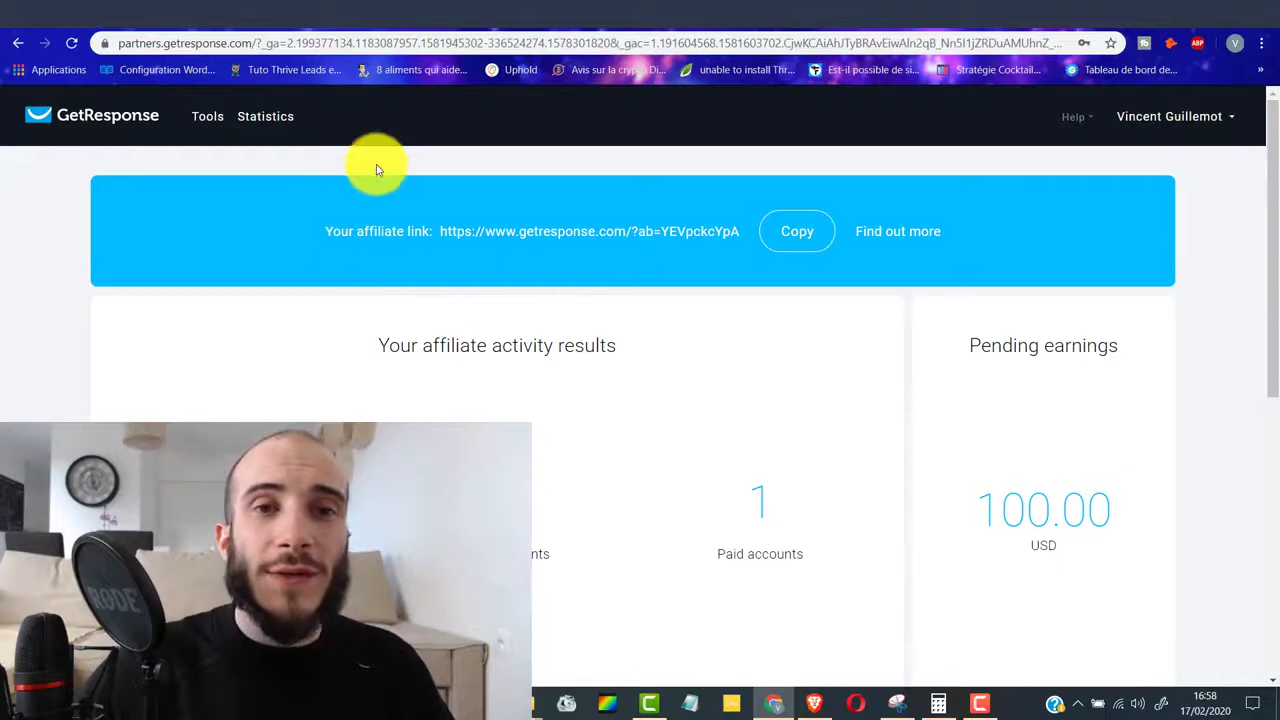 partners.getresponse.com/?_ga=2.199377134.1183087957.1581945302-336524274.1578301820&_gac=1.191604568.1581603702.CjwKCAiAhJTyBRAvEiwAln2qB_Nn5I1jZRDuAMUhnZ_...
V
Applications
Configuration Word...
Tuto Thrive Leads e...
8 aliments qui aide...
Uphold
Avis sur la crypto Di...
unable to install Thr...
Est-il possible de si...
Stratégie Cocktail...
Tableau de bord de...
»
GetResponse
Tools
Statistics
Help
Vincent Guillemot
Your affiliate link: https://www.getresponse.com/?ab=YEVpckcYpA
Copy
Find out more
Your affiliate activity results
Pending earnings
1
100.00
nts
Paid accounts
USD
RØDE
16:58
17/02/2020